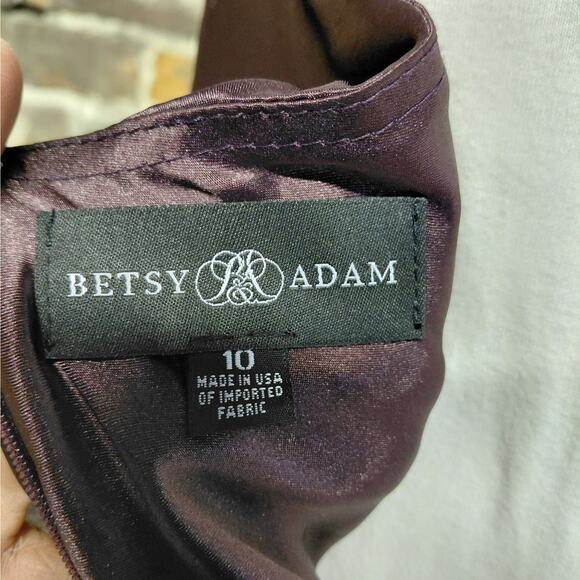 BETSY ADAM
10
MADE IN USA
OF IMPORTED
FABRIC